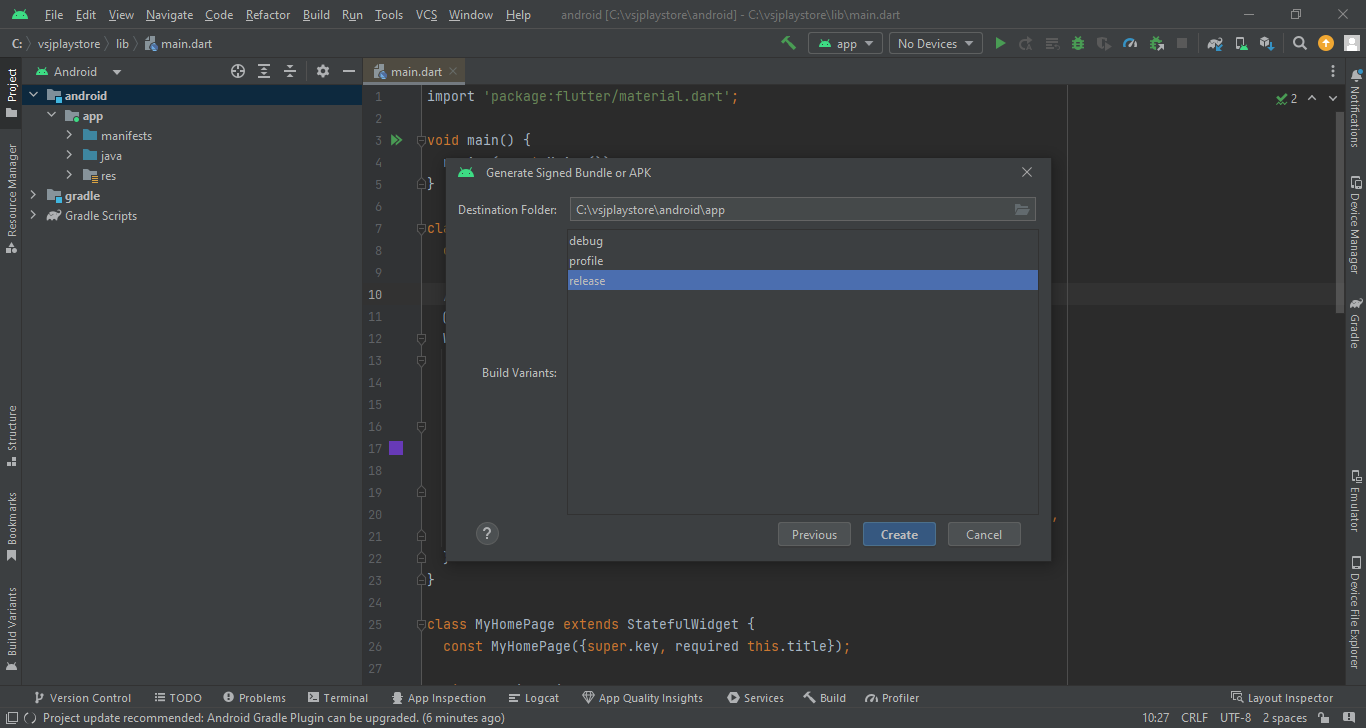 File Edit View Navigate Code Refactor Build Run Tools VCS Window Help android [C:\vsjplaystore\android] - C:\vsjplaystore\lib\main.dart
C: vsjplaystore lib main.dart app No Devices
Project
Android
main.dart
android
app
manifests
java
res
gradle
Gradle Scripts
Resource Manager
Structure
Bookmarks
Build Variants
1 import 'package:flutter/material.dart';
2
3 void main() {
4
5 }
6
7
8
9
10
11
12
13
14
15
16
17
18
19
20
21
22 }
23 }
24
25 class MyHomePage extends StatefulWidget {
26 const MyHomePage({super.key, required this.title});
27
2
Generate Signed Bundle or APK
Destination Folder: C:\vsjplaystore\android\app
debug
profile
release
Build Variants:
? Previous Create Cancel
Notifications
Device Manager
Gradle
Emulator
Device File Explorer
Version Control TODO Problems Terminal App Inspection Logcat App Quality Insights Services Build Profiler Layout Inspector
Project update recommended: Android Gradle Plugin can be upgraded. (6 minutes ago) 10:27 CRLF UTF-8 2 spaces